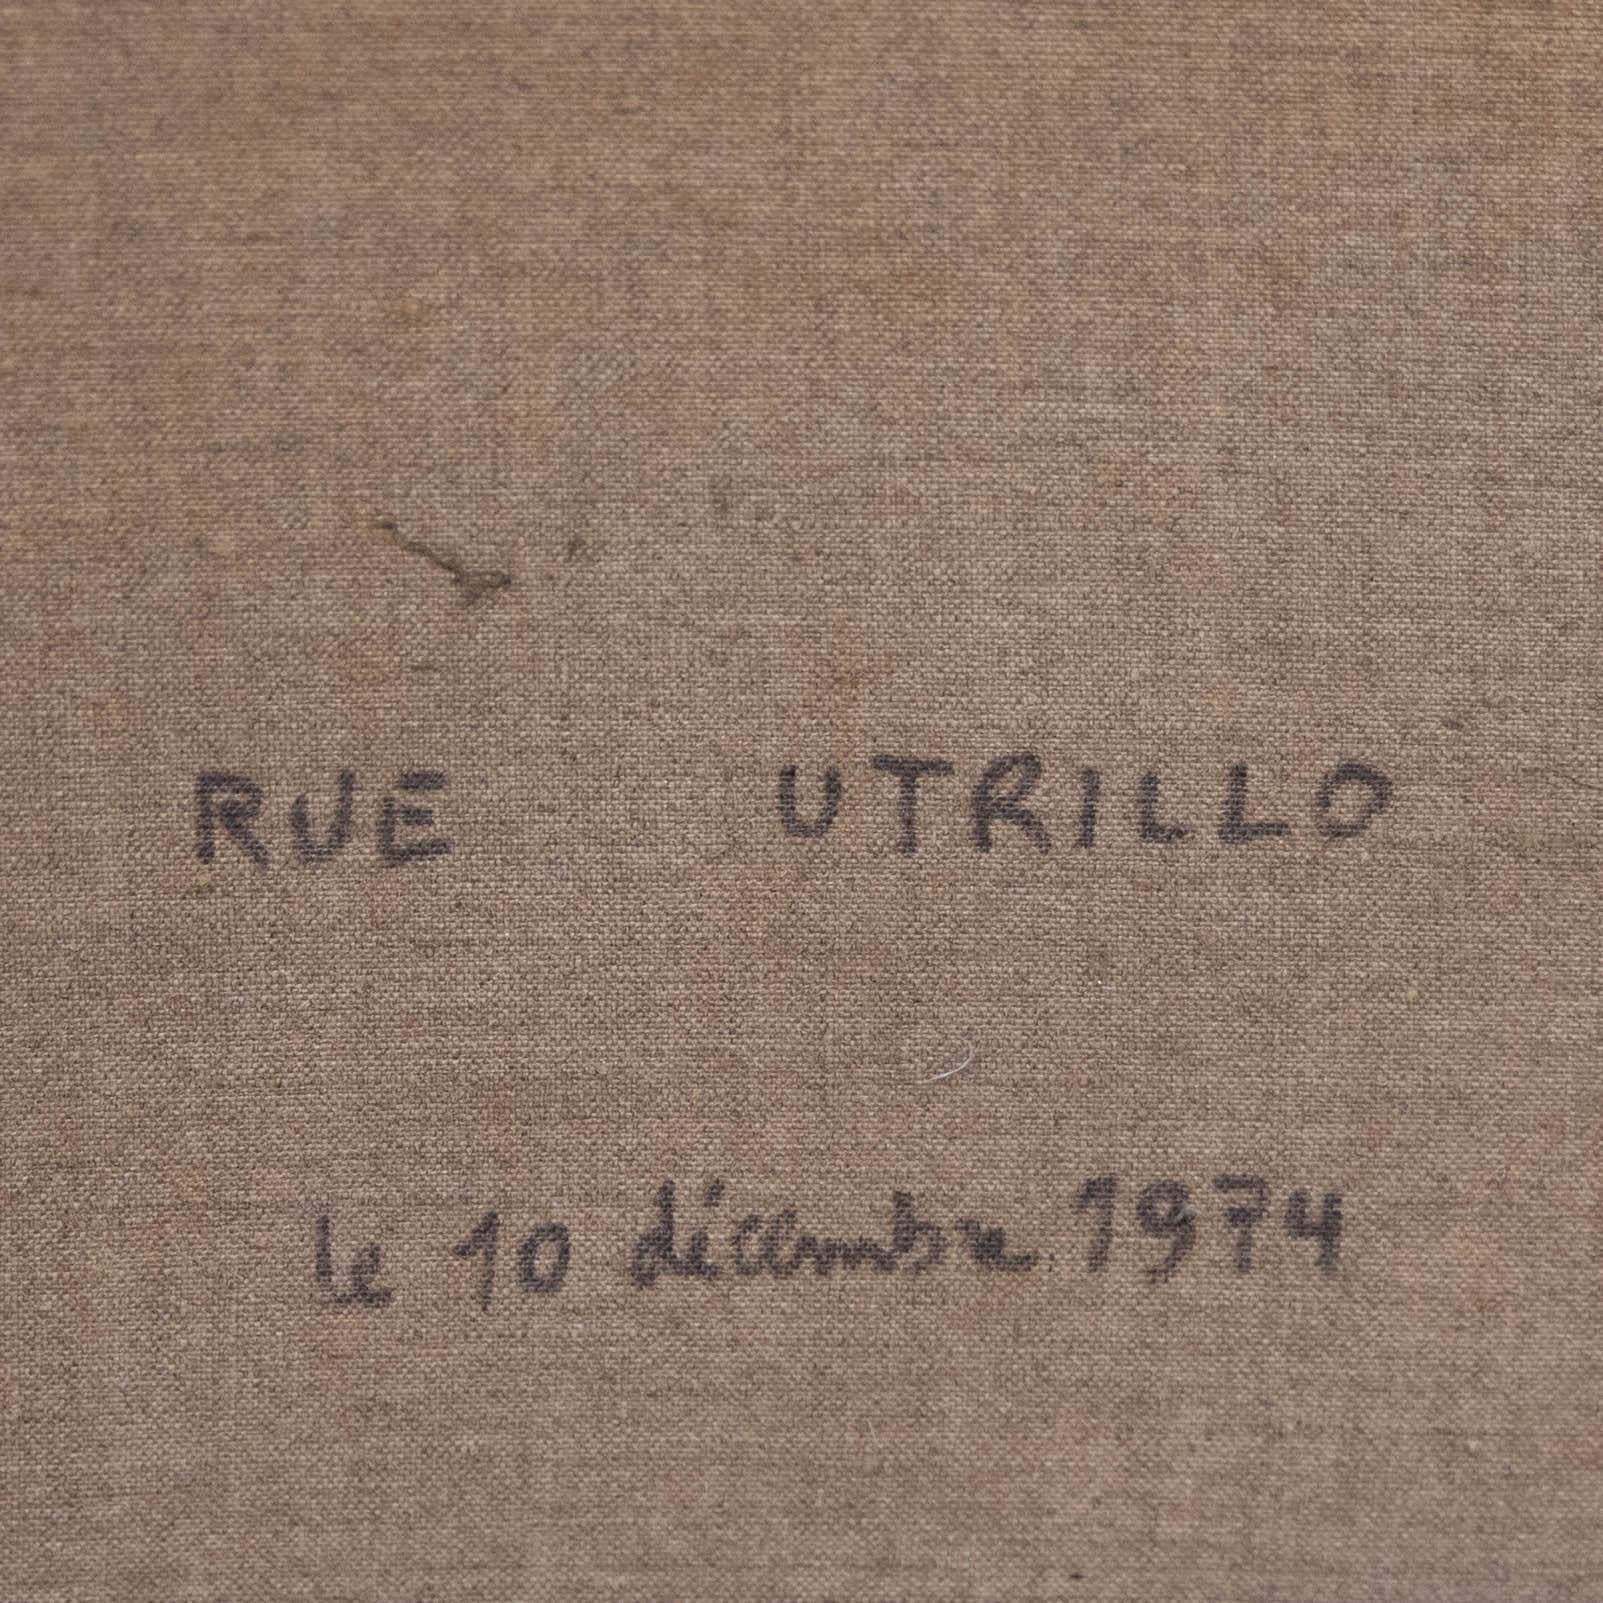 RUE UTRILLO
le 10 décembre 1974